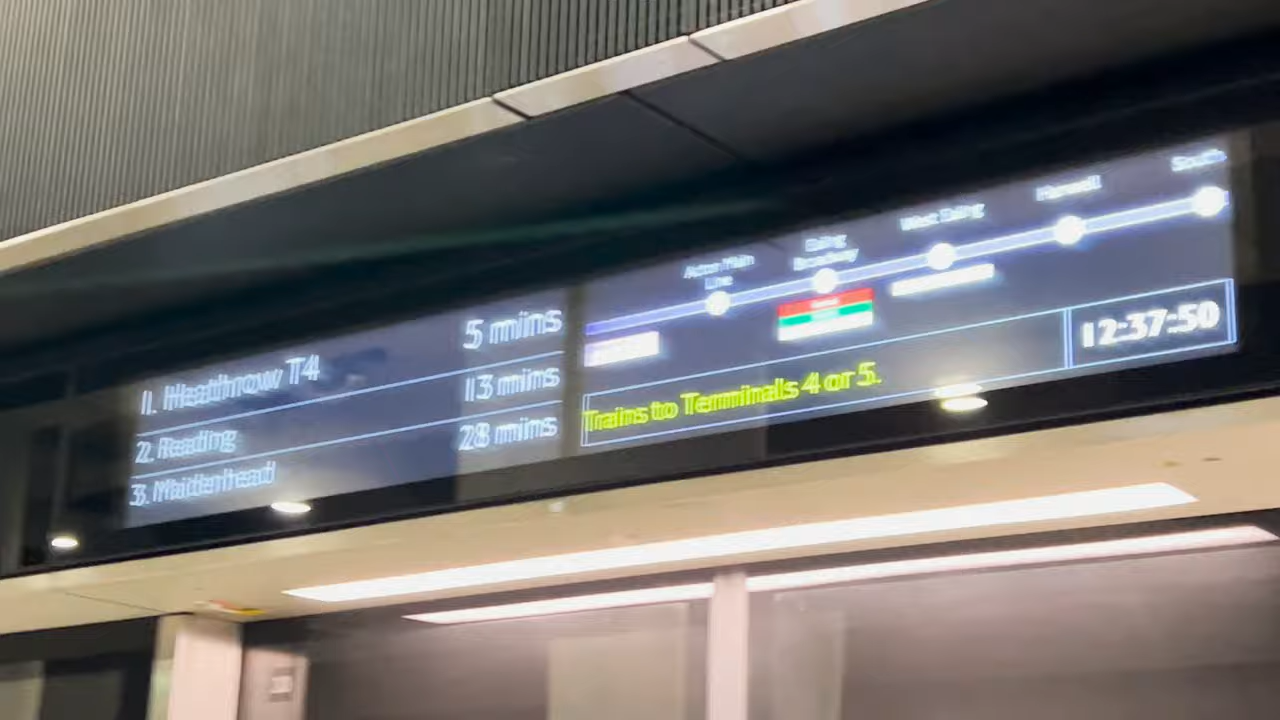 1. Heathrow T4 5 mins
2. Reading 13 mins
3. Maidenhead 28 mins
Acton Main
Line
Ealing
Broadway
West Ealing
Hanwell
South
Trains to Terminals 4 or 5.
12:37:50